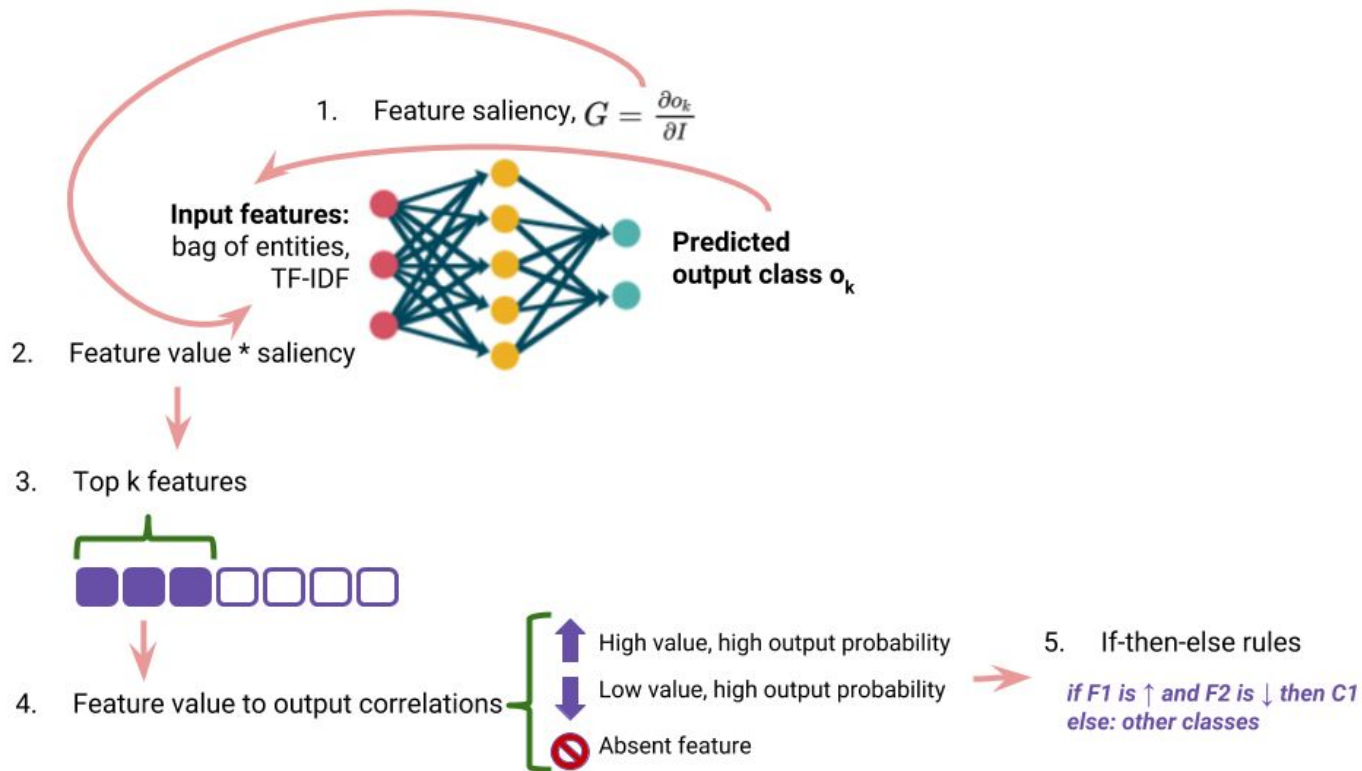 1. Feature saliency, G = ∂o_k / ∂I
Input features:
bag of entities,
TF-IDF
Predicted
output class o_k
2. Feature value * saliency
3. Top k features
4. Feature value to output correlations
High value, high output probability
Low value, high output probability
Absent feature
5. If-then-else rules
if F1 is ↑ and F2 is ↓ then C1
else: other classes